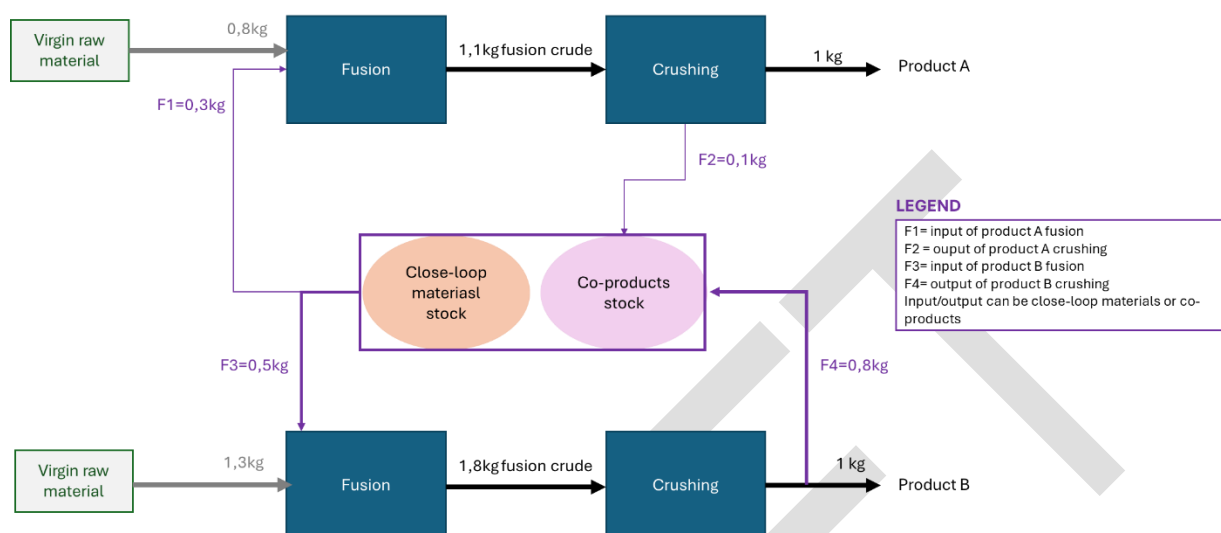 Virgin raw
material
0,8kg
Fusion
1,1kg fusion crude
Crushing
1 kg
Product A
F1=0,3kg
F2=0,1kg
LEGEND
F1= input of product A fusion
F2 = ouput of product A crushing
F3= input of product B fusion
F4= output of product B crushing
Input/output can be close-loop materials or co-
products
Close-loop
materiasl
stock
Co-products
stock
F3=0,5kg
F4=0,8kg
Virgin raw
material
1,3kg
Fusion
1,8kg fusion crude
Crushing
1 kg
Product B